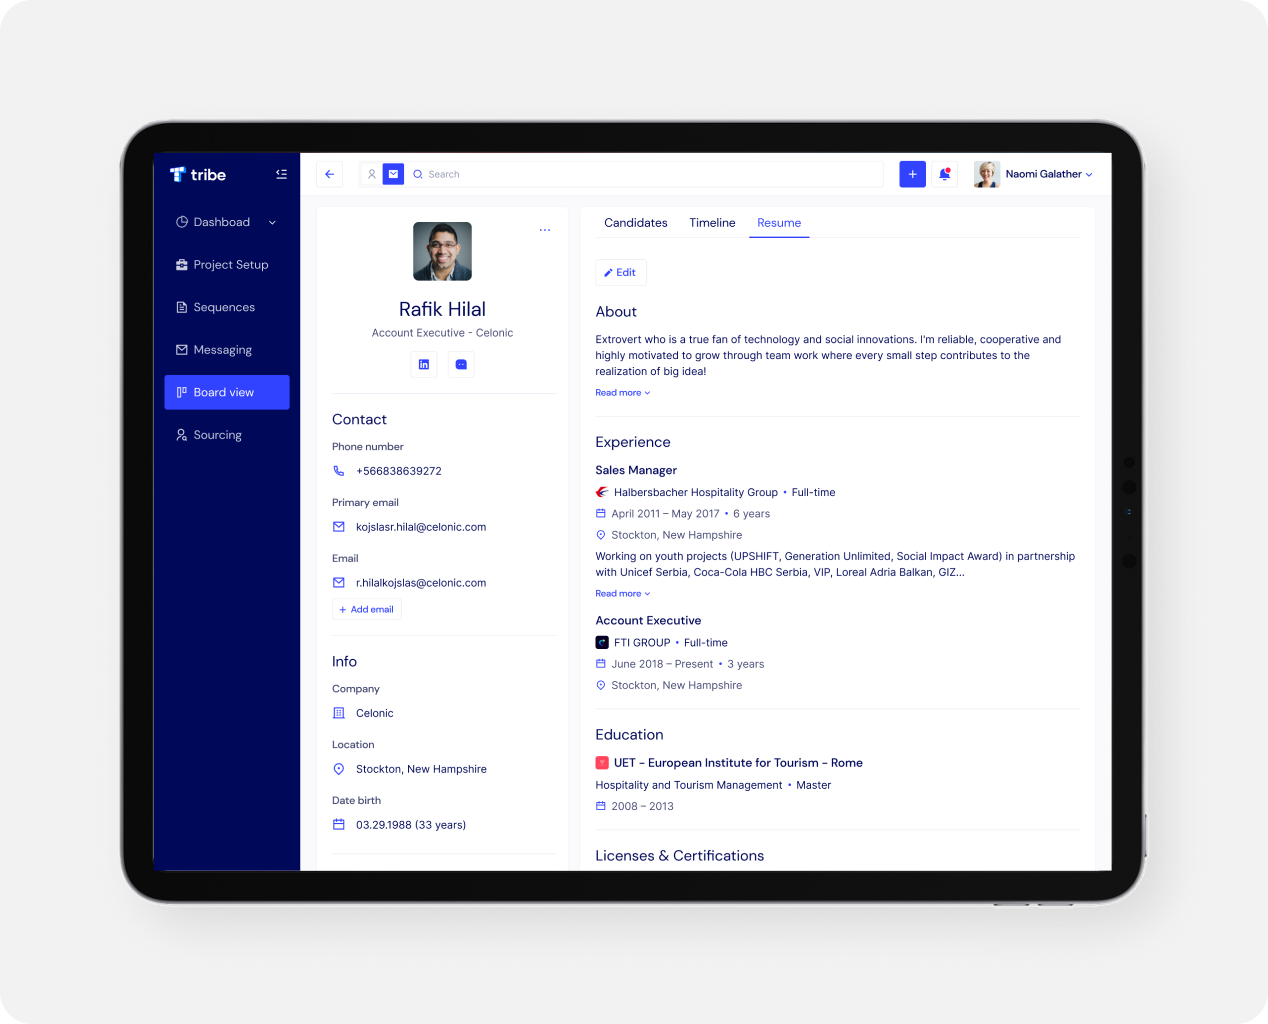 tribe
Search
Naomi Galather
Dashboad
Project Setup
Sequences
Messaging
Board view
Sourcing
Rafik Hilal
Account Executive - Celonic
Contact
Phone number
+566838639272
Primary email
kojslasr.hilal@celonic.com
Email
r.hilalkojslas@celonic.com
+ Add email
Info
Company
Celonic
Location
Stockton, New Hampshire
Date birth
03.29.1988 (33 years)
Candidates Timeline Resume
Edit
About
Extrovert who is a true fan of technology and social innovations. I'm reliable, cooperative and
highly motivated to grow through team work where every small step contributes to the
realization of big idea!
Read more
Experience
Sales Manager
Halbersbacher Hospitality Group • Full-time
April 2011 – May 2017 • 6 years
Stockton, New Hampshire
Working on youth projects (UPSHIFT, Generation Unlimited, Social Impact Award) in partnership
with Unicef Serbia, Coca-Cola HBC Serbia, VIP, Loreal Adria Balkan, GIZ...
Read more
Account Executive
FTI GROUP • Full-time
June 2018 – Present • 3 years
Stockton, New Hampshire
Education
UET - European Institute for Tourism - Rome
Hospitality and Tourism Management • Master
2008 – 2013
Licenses & Certifications